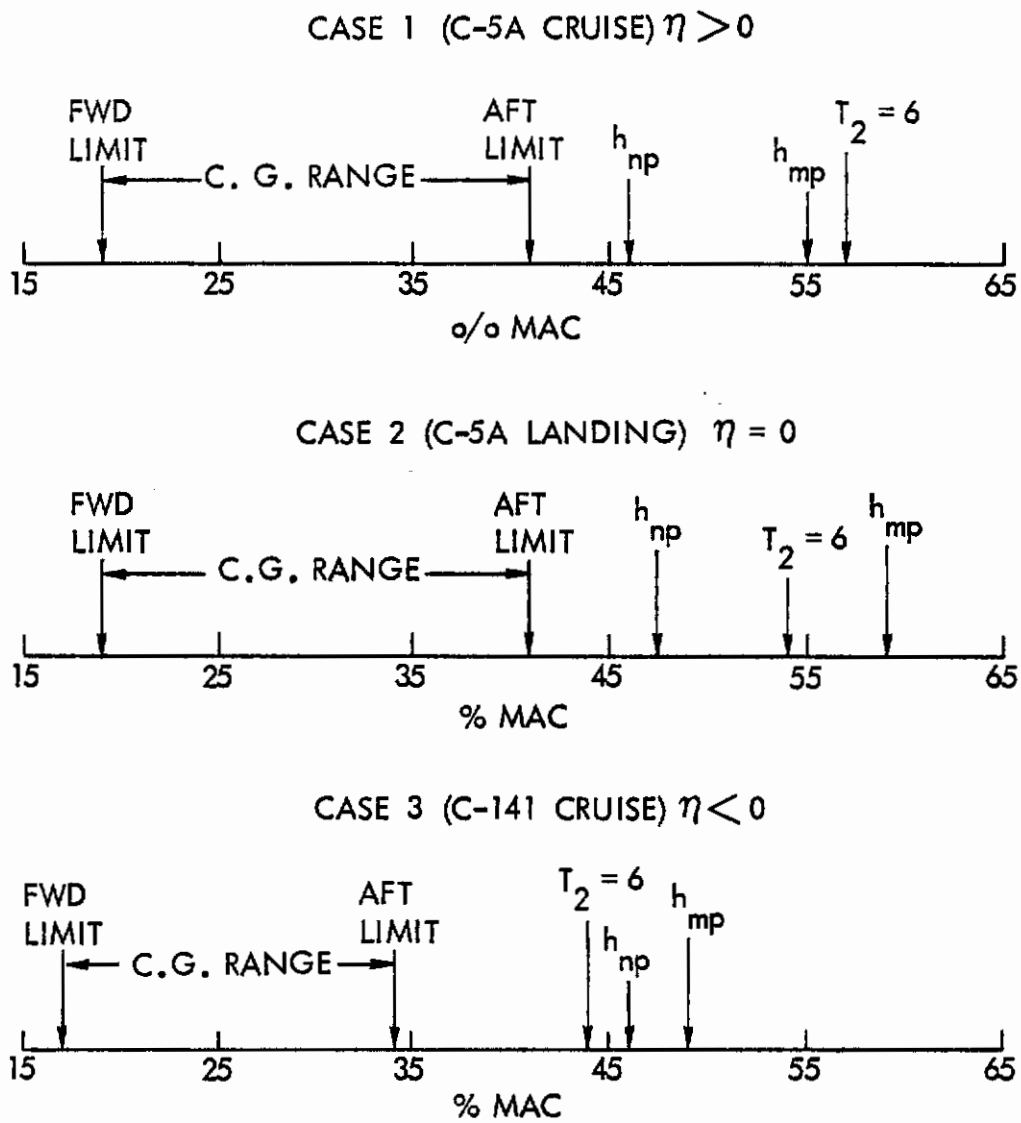 CASE 1 (C-5A CRUISE) η > 0
FWD
LIMIT
C. G. RANGE
AFT
LIMIT
h np
h mp
T 2 = 6
15 25 35 45 55 65
o/o MAC
CASE 2 (C-5A LANDING) η = 0
FWD
LIMIT
C.G. RANGE
AFT
LIMIT
h np
T 2 = 6
h mp
15 25 35 45 55 65
% MAC
CASE 3 (C-141 CRUISE) η < 0
FWD
LIMIT
C.G. RANGE
AFT
LIMIT
T 2 = 6
h np
h mp
15 25 35 45 55 65
% MAC